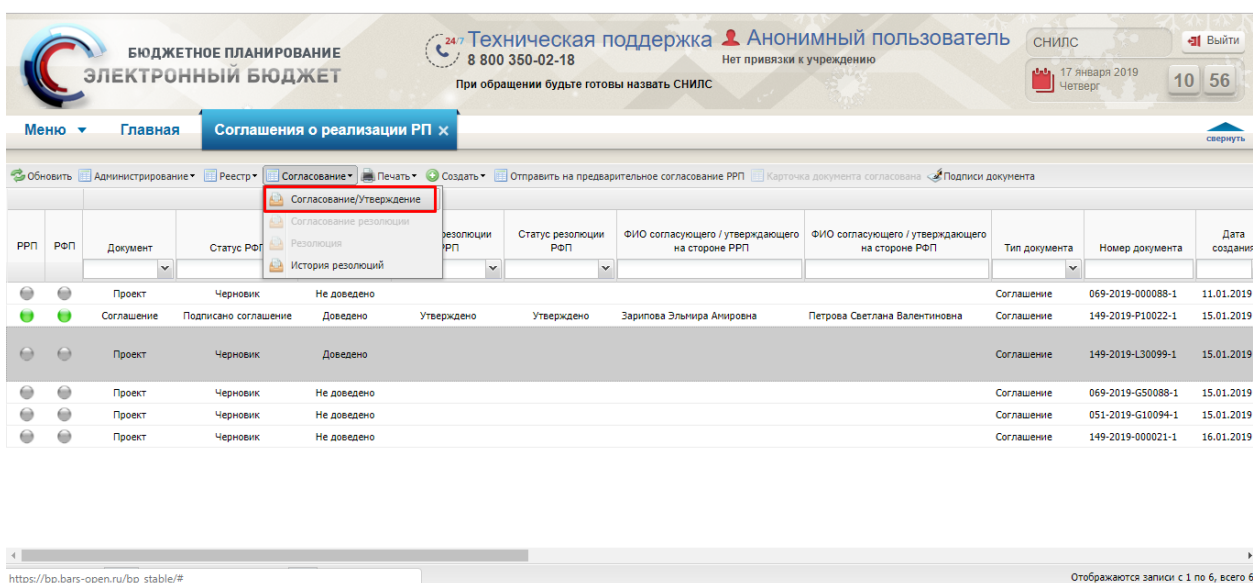 БЮДЖЕТНОЕ ПЛАНИРОВАНИЕ
ЭЛЕКТРОННЫЙ БЮДЖЕТ
24/7 Техническая поддержка
8 800 350-02-18
При обращении будьте готовы назвать СНИЛС
Анонимный пользователь
Нет привязки к учреждению
СНИЛС
Выйти
17 января 2019
Четверг
10 56
Меню Главная Соглашения о реализации РП ×
свернуть
Обновить Администрирование Реестр Согласование Печать Создать Отправить на предварительное согласование РРП Карточка документа согласована Подписи документа
Согласование/Утверждение
Согласование резолюции
Резолюция
История резолюций
РРП РФП Документ Статус РФП резолюции РРП Статус резолюции РФП ФИО согласующего / утверждающего на стороне РРП ФИО согласующего / утверждающего на стороне РФП Тип документа Номер документа Дата создания
Проект Черновик Не доведено Соглашение 069-2019-000088-1 11.01.2019
Соглашение Подписано соглашение Доведено Утверждено Утверждено Зарипова Эльмира Амировна Петрова Светлана Валентиновна Соглашение 149-2019-P10022-1 15.01.2019
Проект Черновик Доведено Соглашение 149-2019-L30099-1 15.01.2019
Проект Черновик Не доведено Соглашение 069-2019-G50088-1 15.01.2019
Проект Черновик Не доведено Соглашение 051-2019-G10094-1 15.01.2019
Проект Черновик Не доведено Соглашение 149-2019-000021-1 16.01.2019
https://bp.bars-open.ru/bp_stable/#
Отображаются записи с 1 по 6, всего 6